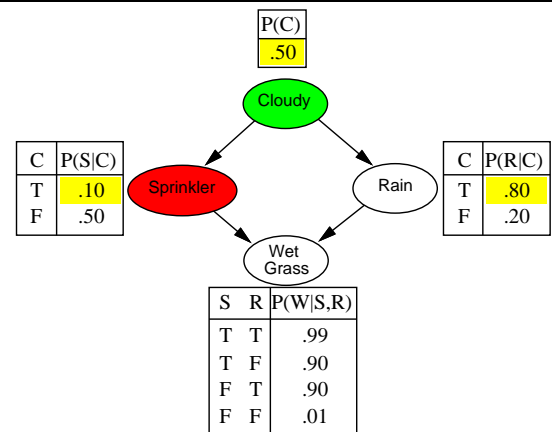 P(C)
.50
Cloudy
C P(S|C)
T .10
F .50
Sprinkler
Rain
C P(R|C)
T .80
F .20
Wet
Grass
S R P(W|S,R)
T T .99
T F .90
F T .90
F F .01